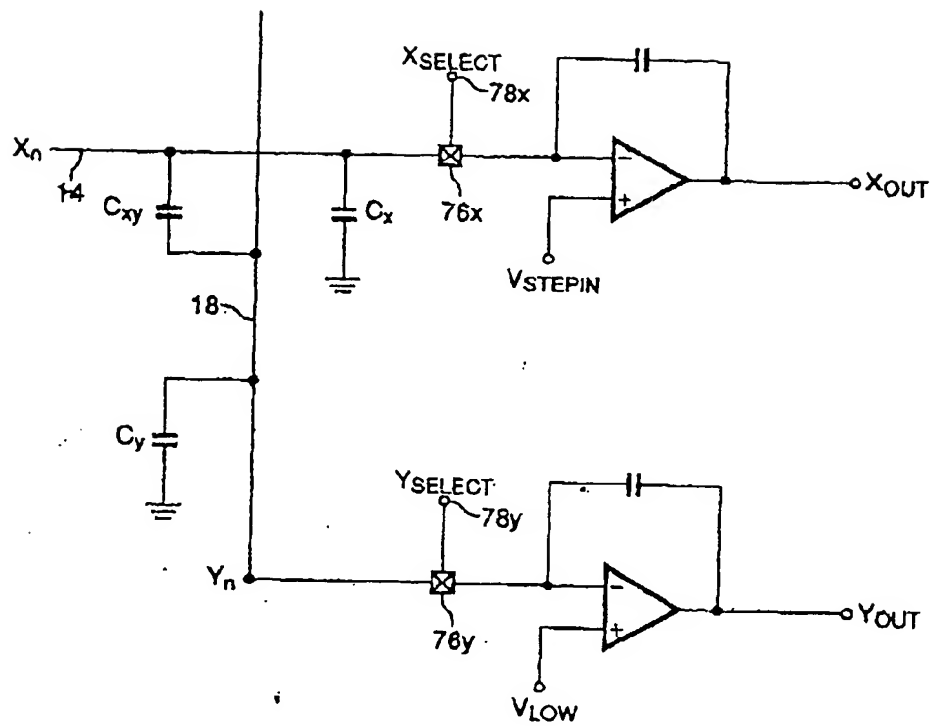 XSELECT
78x
Xn
14
Cxy
Cx
76x
XOUT
VSTEPIN
18
Cy
YSELECT
78y
Yn
76y
YOUT
VLOW